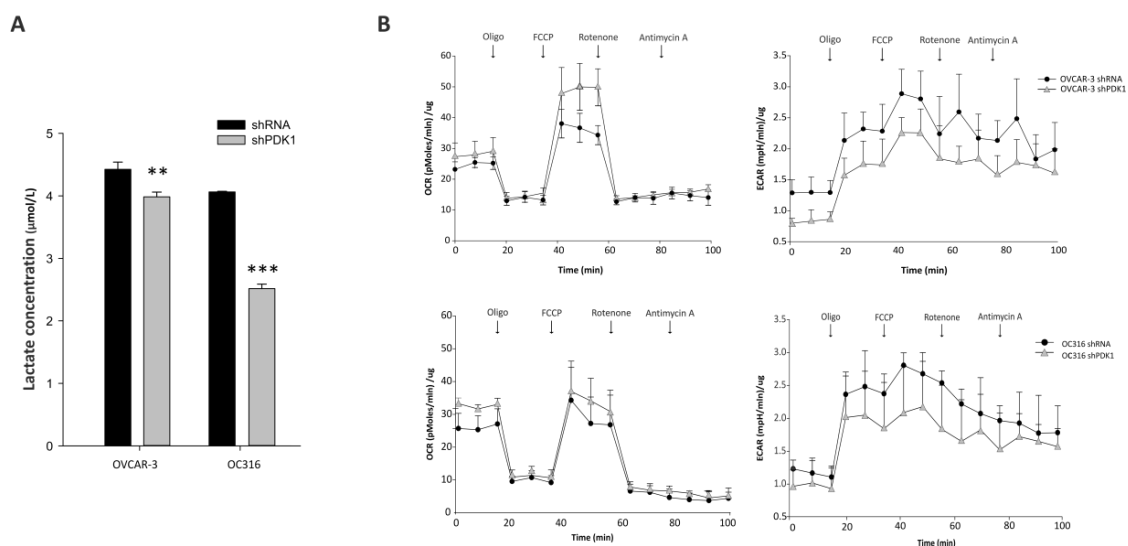 A
shRNA
shPDK1
Lactate concentration (μmol/L)
5
4
3
2
1
0
**
***
OVCAR-3
OC316
B
Oligo
FCCP
Rotenone
Antimycin A
OCR (pMoles/min) /ug
60
50
40
30
20
10
0
0
20
40
60
80
100
Time (min)
Oligo
FCCP
Rotenone
Antimycin A
OVCAR-3 shRNA
OVCAR-3 shPDK1
ECAR (mpH/min)/ug
3.5
3.0
2.5
2.0
1.5
1.0
0.5
0
20
40
60
80
100
Time (min)
Oligo
FCCP
Rotenone
Antimycin A
OCR (pMoles/min) /ug
60
50
40
30
20
10
0
0
20
40
60
80
100
Time (min)
Oligo
FCCP
Rotenone
Antimycin A
OC316 shRNA
OC316 shPDK1
ECAR (mpH/min)/ug
3.5
3.0
2.5
2.0
1.5
1.0
0.5
0
20
40
60
80
100
Time (min)